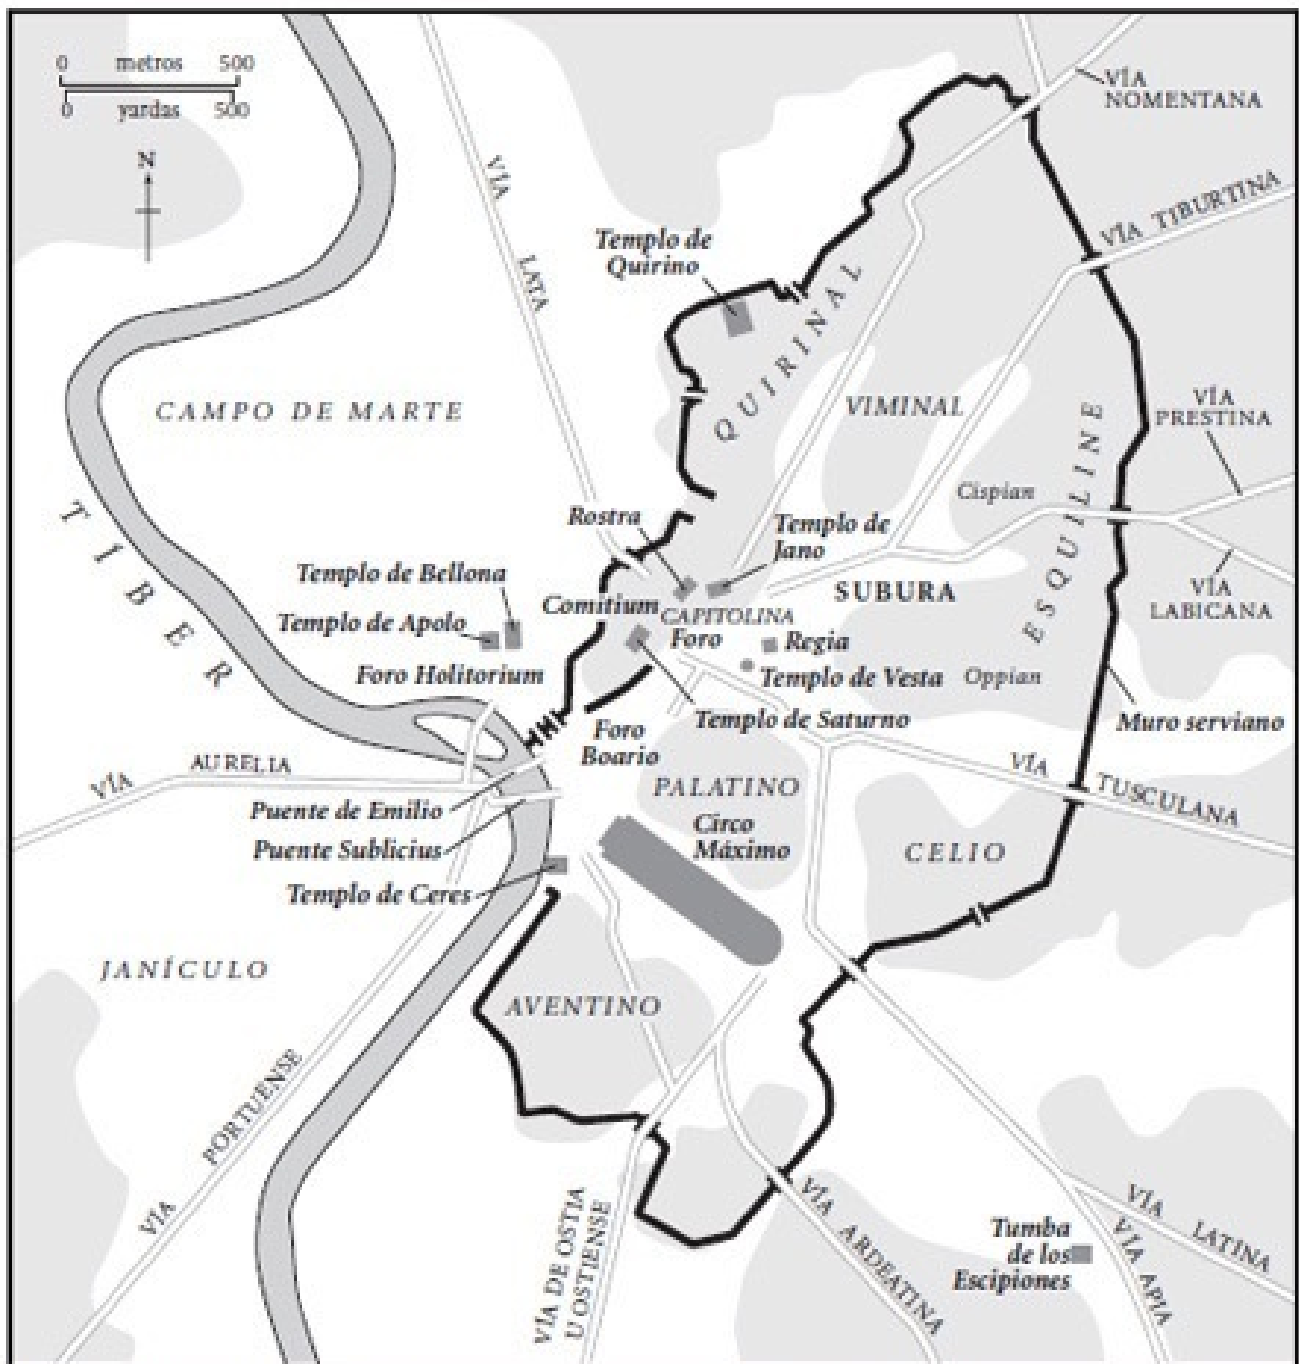 0 metros 500
0 yardas 500
N
VÍA
NOMENTANA
VÍA TIBURTINA
VÍA
LATA
Templo de
Quirino
QUIRINAL
CAMPO DE MARTE
VIMINAL
VÍA
PRESTINA
ESQUILINE
Cispian
TÍBER
Rostra
Templo de
Jano
Templo de Bellona
Comitium
CAPITOLINA
SUBURA
VÍA
LABICANA
Templo de Apolo
Foro
Regia
Foro Holitorium
Templo de Vesta
Oppian
Templo de Saturno
Muro serviano
Foro
Boario
VÍA AURELIA
PALATINO
VÍA TUSCULANA
Puente de Emilio
Circo
Máximo
Puente Sublicius
CELIO
Templo de Ceres
JANÍCULO
AVENTINO
VÍA PORTUENSE
VÍA DE OSTIA
U OSTIENSE
VÍA ARDEATINA
Tumba
de los
Escipiones
VÍA LATINA
VÍA APIA